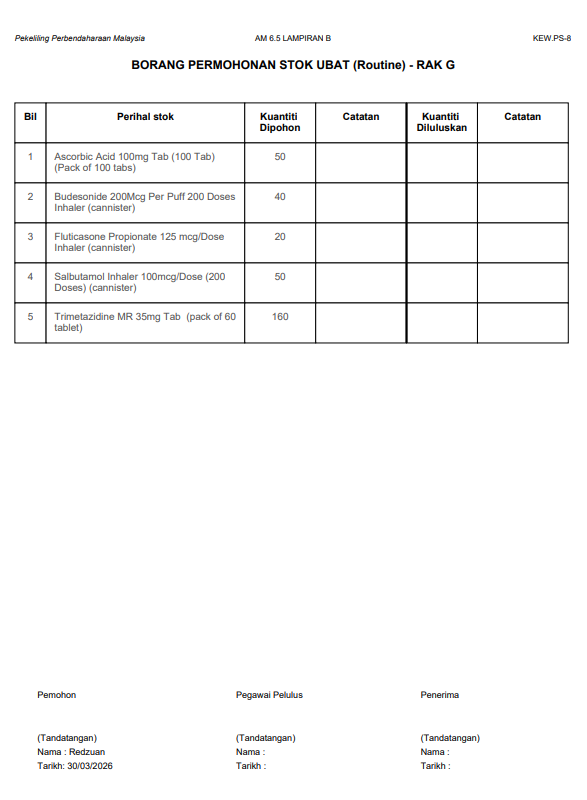 Pekeliling Perbendaharaan Malaysia AM 6.5 LAMPIRAN B KEW.PS-8
BORANG PERMOHONAN STOK UBAT (Routine) - RAK G
Bil Perihal stok Kuantiti Dipohon Catatan Kuantiti Diluluskan Catatan
1 Ascorbic Acid 100mg Tab (100 Tab) 50
(Pack of 100 tabs)
2 Budesonide 200Mcg Per Puff 200 Doses 40
Inhaler (cannister)
3 Fluticasone Propionate 125 mcg/Dose 20
Inhaler (cannister)
4 Salbutamol Inhaler 100mcg/Dose (200 50
Doses) (cannister)
5 Trimetazidine MR 35mg Tab (pack of 60 160
tablet)
Pemohon Pegawai Pelulus Penerima
(Tandatangan) (Tandatangan) (Tandatangan)
Nama : Redzuan Nama : Nama :
Tarikh: 30/03/2026 Tarikh : Tarikh :